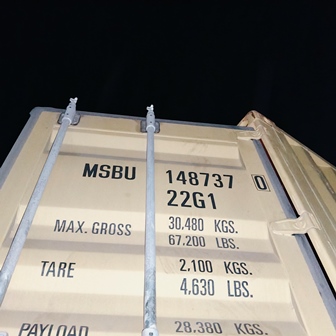 MSBU 148737 0
22G1
MAX. GROSS 30.480 KGS.
67.200 LBS.
TARE 2.100 KGS.
4.630 LBS.
PAYLOAD 28.380 KGS.